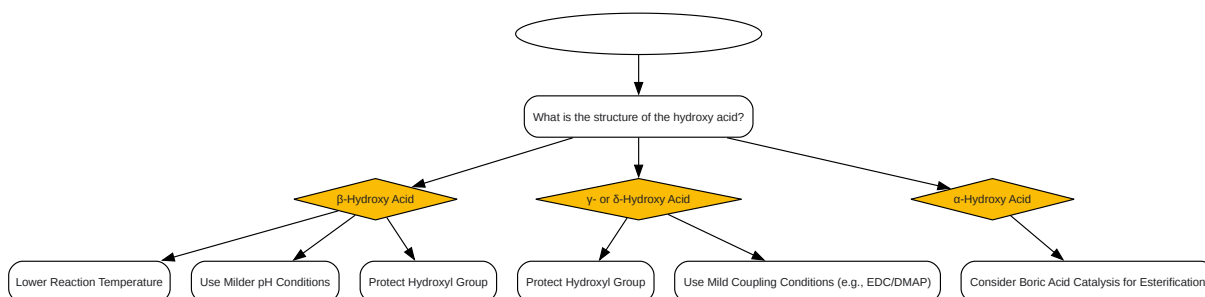 What is the structure of the hydroxy acid?
β-Hydroxy Acid
γ- or δ-Hydroxy Acid
α-Hydroxy Acid
Lower Reaction Temperature
Use Milder pH Conditions
Protect Hydroxyl Group
Protect Hydroxyl Group
Use Mild Coupling Conditions (e.g., EDC/DMAP)
Consider Boric Acid Catalysis for Esterification